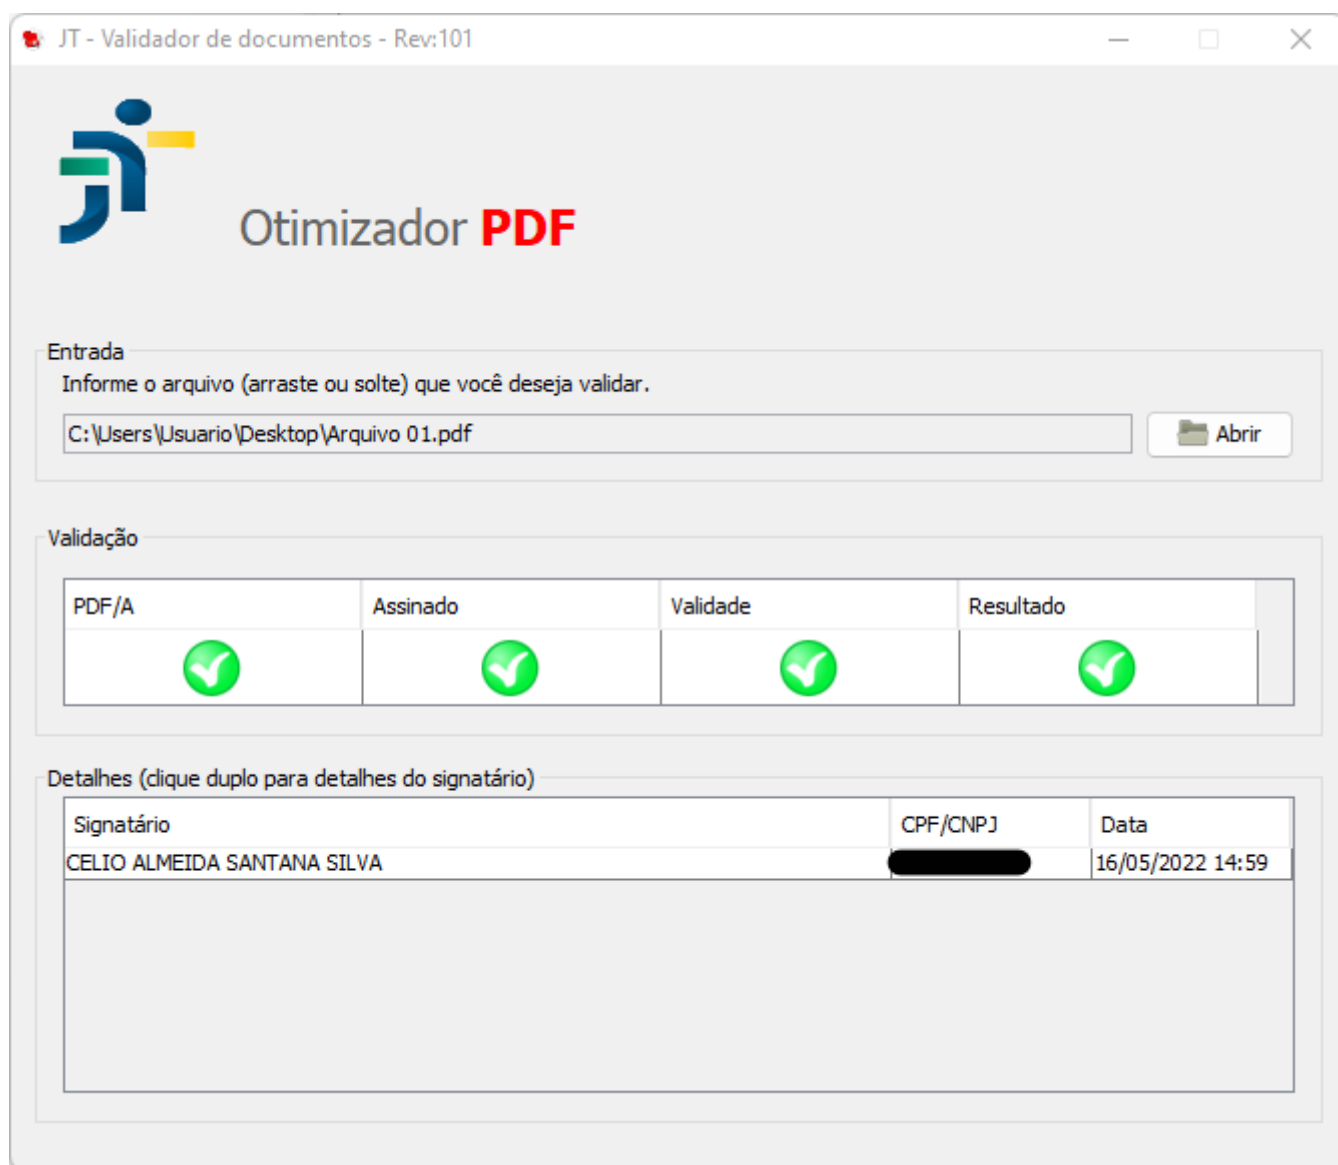 JT - Validador de documentos - Rev:101
Otimizador PDF
Entrada
Informe o arquivo (arraste ou solte) que você deseja validar.
C:\Users\Usuario\Desktop\Arquivo 01.pdf
Abrir
Validação
PDF/A Assinado Validade Resultado
Detalhes (clique duplo para detalhes do signatário)
Signatário CPF/CNPJ Data
CELIO ALMEIDA SANTANA SILVA 16/05/2022 14:59